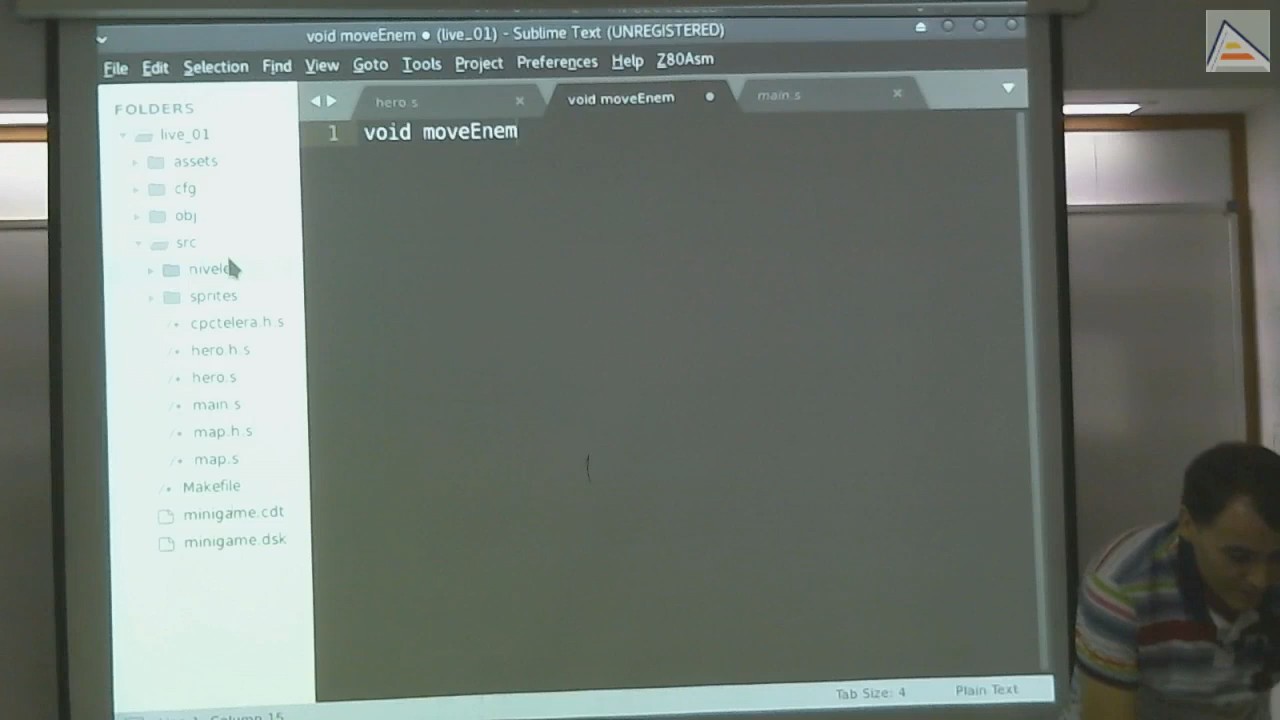 void moveEnem • (live_01) - Sublime Text (UNREGISTERED)
File Edit Selection Find View Goto Tools Project Preferences Help Z80Asm
FOLDERS
live_01
assets
cfg
obj
src
sprites
cpctelera.h.s
hero.h.s
hero.s
main.s
map.h.s
map.s
Makefile
minigame.cdt
minigame.dsk
hero.s × void moveEnem • main.s ×
1 void moveEnem
Column 15
Tab Size: 4 Plain Text